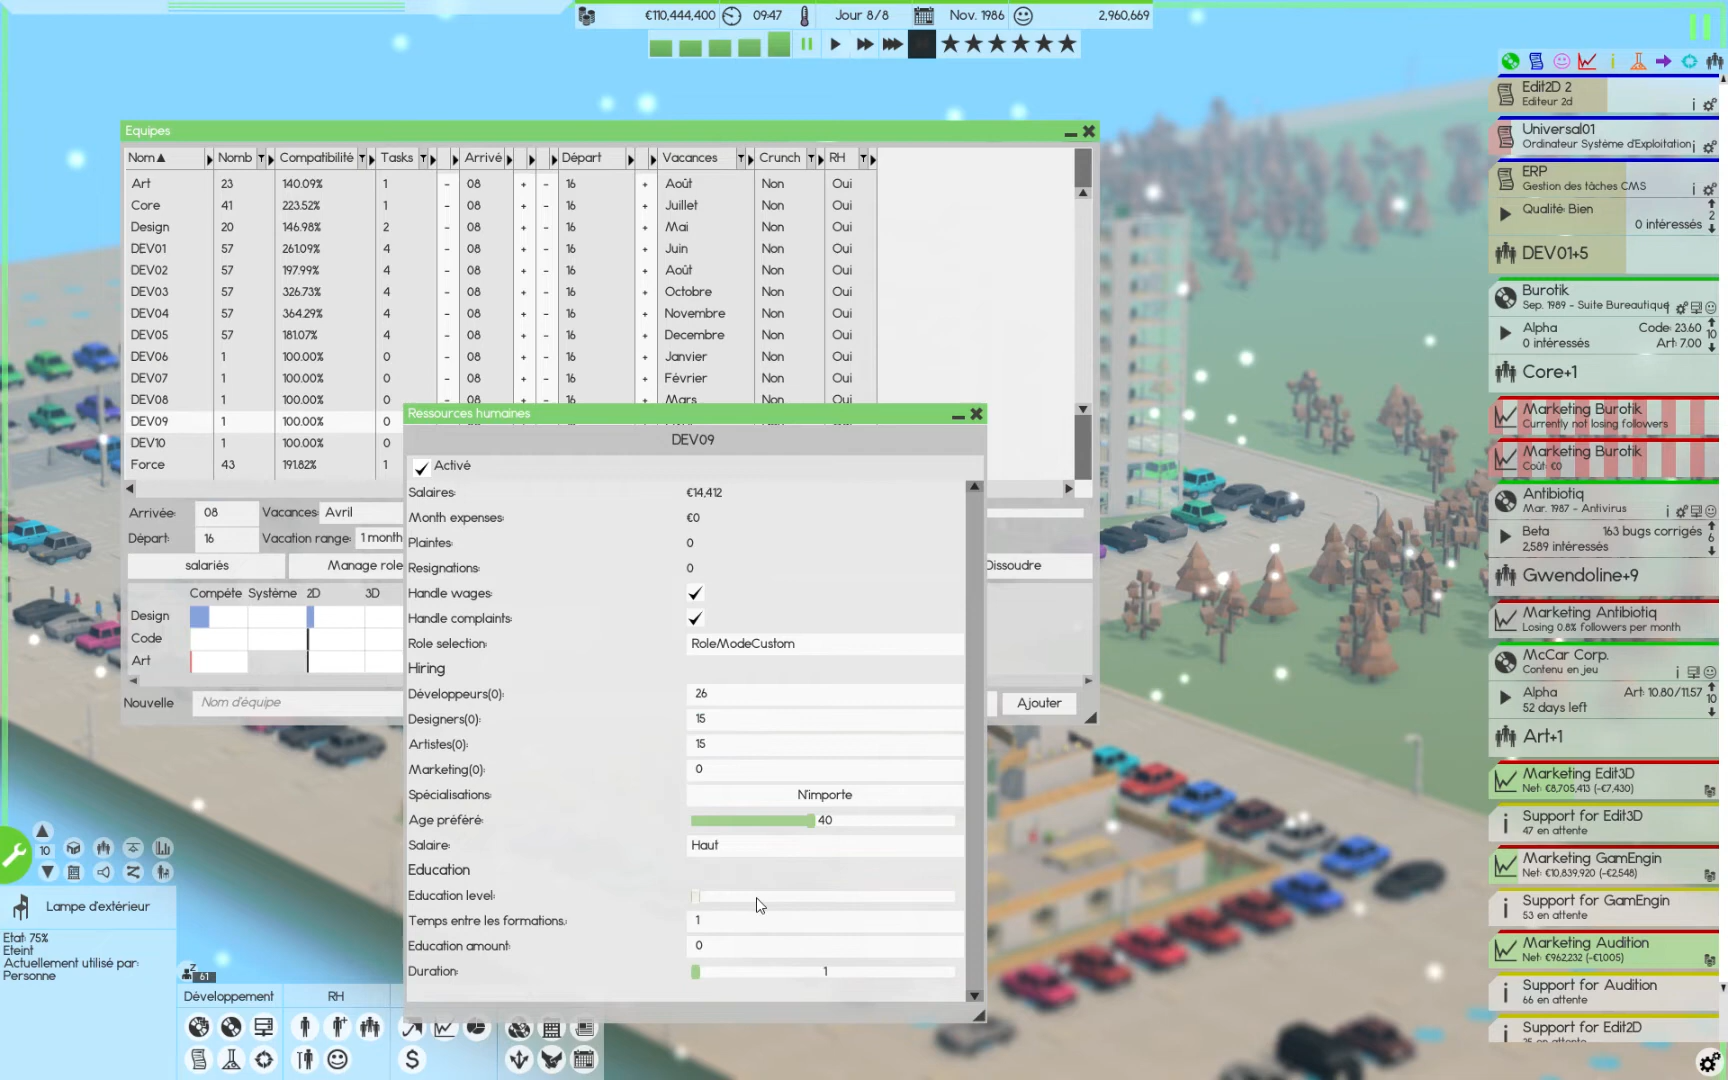 €110,444,400 09:47 Jour 8/8 Nov. 1986 2,960,669
Equipes
Nom▲ Nomb Compatibilité Tasks Arrivé Départ Vacances Crunch RH
Art 23 140.09% 1 - 08 + - 16 + Août Non Oui
Core 41 223.52% 1 - 08 + - 16 + Juillet Non Oui
Design 20 146.98% 2 - 08 + - 16 + Mai Non Oui
DEV01 57 261.09% 4 - 08 + - 16 + Juin Non Oui
DEV02 57 197.99% 4 - 08 + - 16 + Août Non Oui
DEV03 57 326.73% 4 - 08 + - 16 + Octobre Non Oui
DEV04 57 364.29% 4 - 08 + - 16 + Novembre Non Oui
DEV05 57 181.07% 4 - 08 + - 16 + Decembre Non Oui
DEV06 1 100.00% 0 - 08 + - 16 + Janvier Non Oui
DEV07 1 100.00% 0 - 08 + - 16 + Février Non Oui
DEV08 1 100.00% 0 - 08 + - 16 + Mars Non Oui
DEV09 1 100.00% 0
DEV10 1 100.00% 0
Force 43 191.82% 1
Arrivée: 08 Vacances: Avril
Départ: 16 Vacation range: 1 month
salariés Manage role Dissoudre
Compéte Système 2D 3D
Design
Code
Art
Nouvelle Nom d'équipe Ajouter
Ressources humaines
DEV09
Activé
Salaires: €14,412
Month expenses: €0
Plaintes: 0
Resignations: 0
Handle wages:
Handle complaints:
Role selection: RoleModeCustom
Hiring
Développeurs(0): 26
Designers(0): 15
Artistes(0): 15
Marketing(0): 0
Spécialisations: N'importe
Age préféré: 40
Salaire: Haut
Education
Education level:
Temps entre les formations: 1
Education amount: 0
Duration: 1
Edit2D 2
Editeur 2d
Universal01
Ordinateur Système d'Exploitation
ERP
Gestion des tâches CMS
Qualité: Bien
2
0 intéressés
DEV01+5
Burotik
Sep. 1989 - Suite Bureautique
Alpha Code: 23.60
10
0 intéressés Art: 7.00
Core+1
Marketing Burotik
Currently not losing followers
Marketing Burotik
Coût: €0
Antibiotiq
Mar. 1987 - Antivirus
Beta 163 bugs corrigés
6
2,589 intéressés
Gwendoline+9
Marketing Antibiotiq
Losing 0.8% followers per month
McCar Corp.
Contenu en jeu
Alpha Art: 10.80/11.57
10
52 days left
Art+1
Marketing Edit3D
Net: €8,705,413 (-€7,430)
Support for Edit3D
47 en attente
Marketing GamEngin
Net: €10,839,920 (-€2,548)
Support for GamEngin
53 en attente
Marketing Audition
Net: €962,232 (-€1,005)
Support for Audition
66 en attente
Support for Edit2D
10
Lampe d'extérieur
Etat: 75%
Eteint
Actuellement utilisé par:
Personne
Z
61
Développement RH